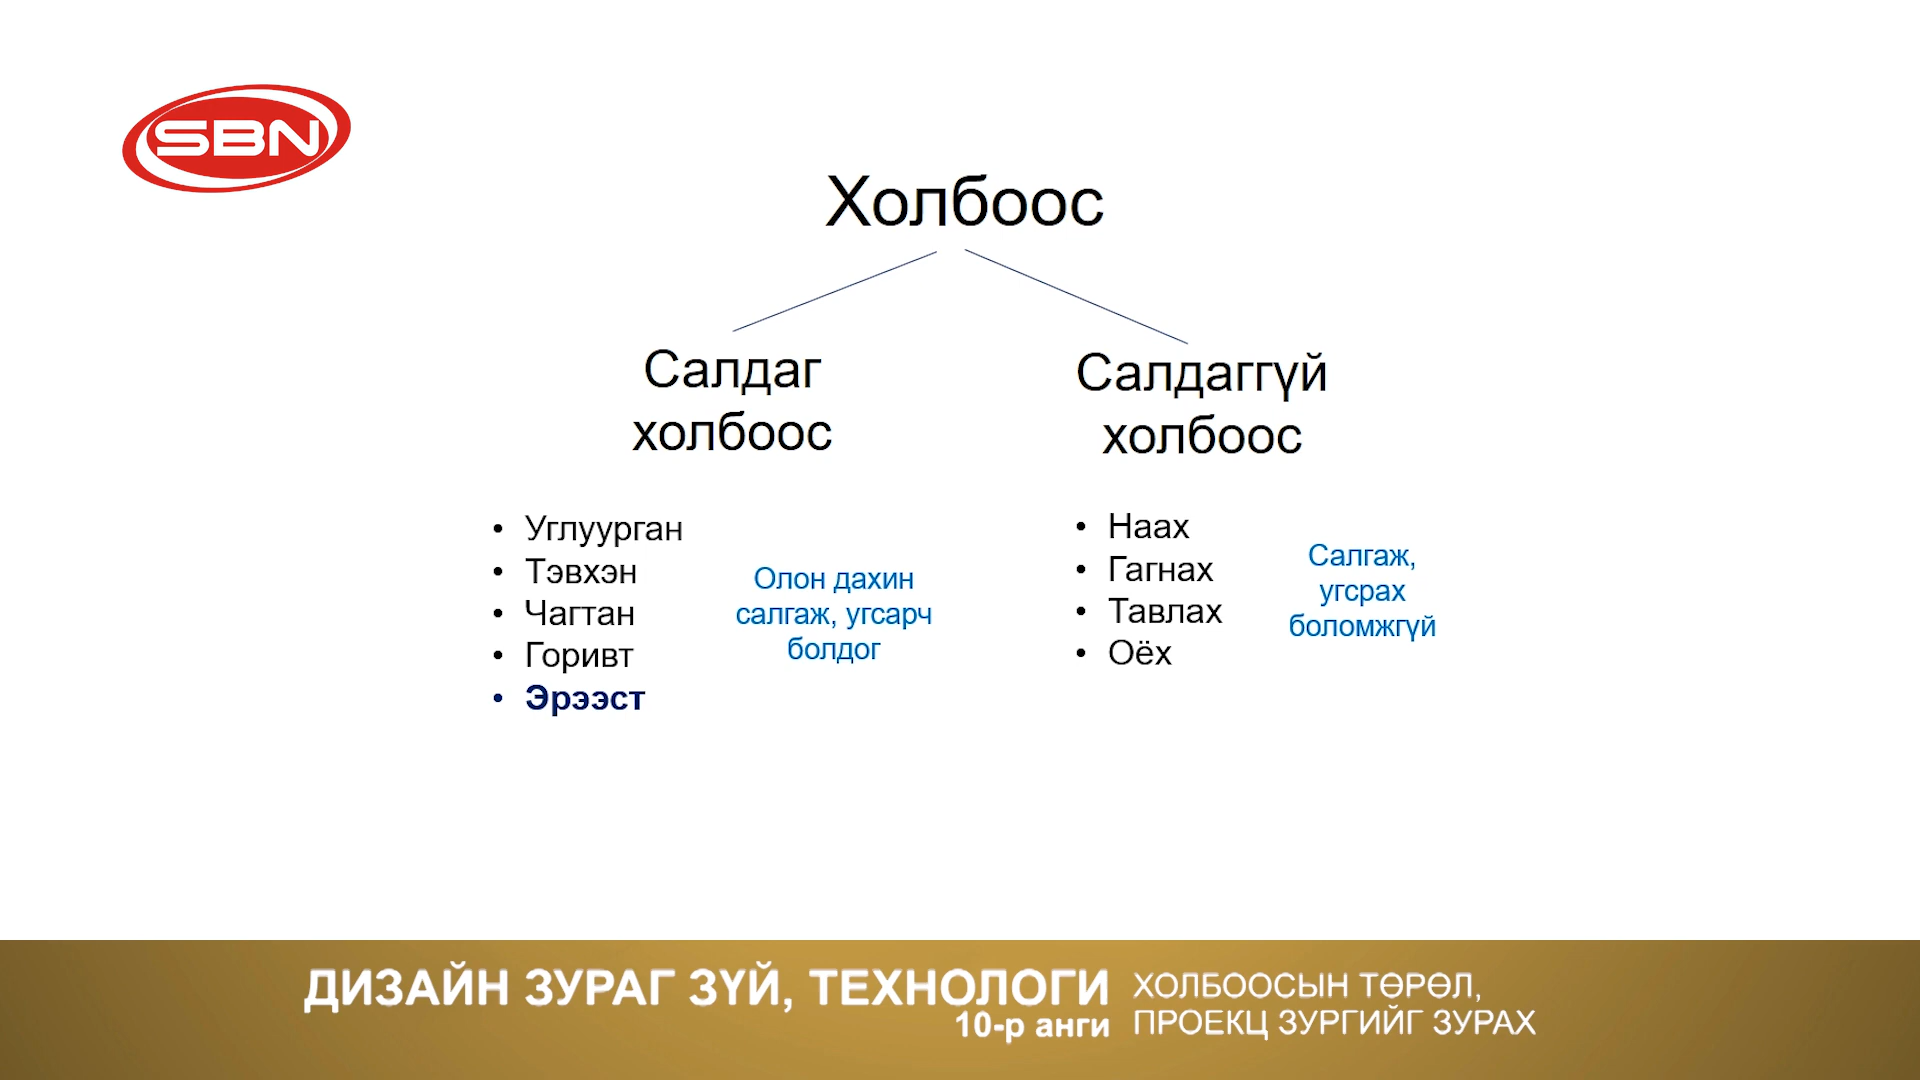 SBN
Холбоос
Салдаг
холбоос
• Углуурган
• Тэвхэн
• Чагтан
• Горивт
• Эрээст
Олон дахин
салгаж, угсарч
болдог
Салдаггүй
холбоос
• Наах
• Гагнах
• Тавлах
• Оёх
Салгаж,
угсрах
боломжгүй
ДИЗАЙН ЗУРАГ ЗҮЙ, ТЕХНОЛОГИ
10-р анги
ХОЛБООСЫН ТӨРӨЛ,
ПРОЕКЦ ЗУРГИЙГ ЗУРАХ